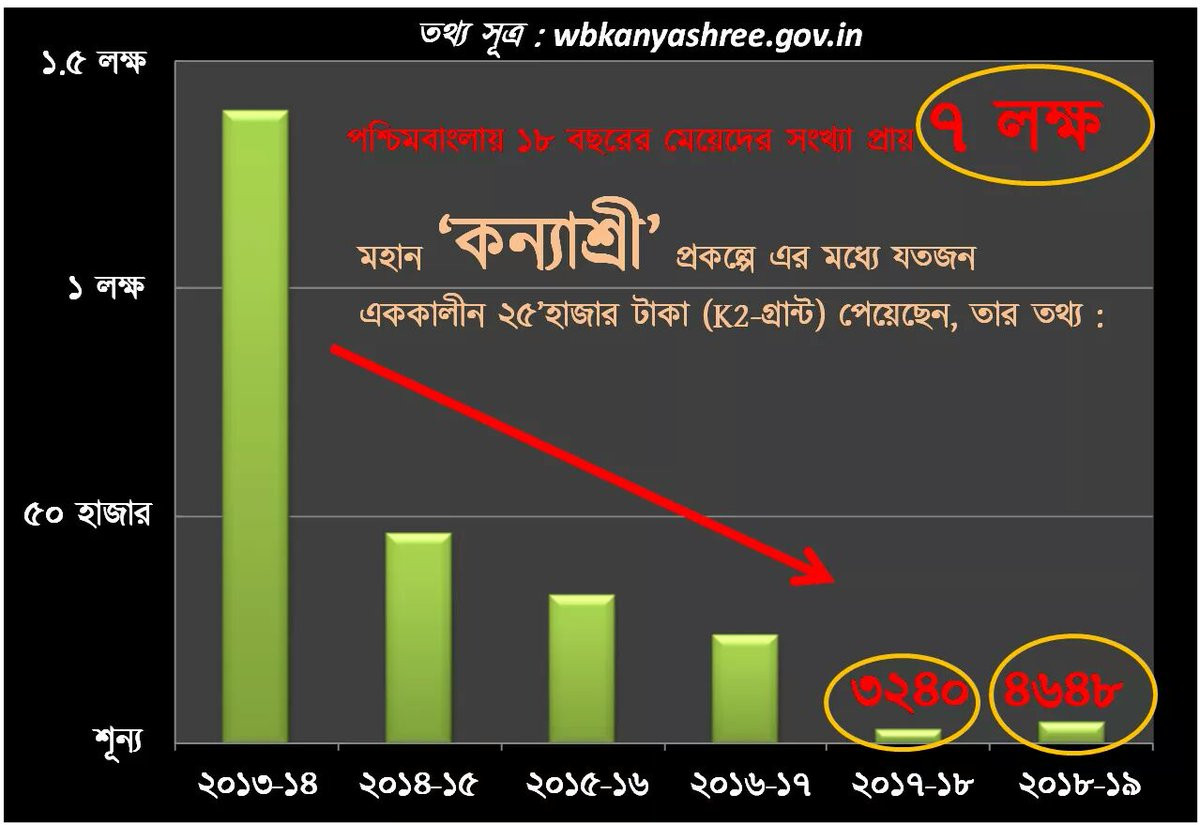 তথ্য সূত্র : wbkanyashree.gov.in
১.৫ লক্ষ
পশ্চিমবাংলায় ১৮ বছরের মেয়েদের সংখ্যা প্রায় ৭ লক্ষ
মহান ‘কন্যাশ্রী’ প্রকল্পে এর মধ্যে যতজন
১ লক্ষ
এককালীন ২৫’হাজার টাকা (K2-গ্রান্ট) পেয়েছেন, তার তথ্য :
৫০ হাজার
৩২৪০ ৪৬৪৮
শূন্য
২০১৩-১৪ ২০১৪-১৫ ২০১৫-১৬ ২০১৬-১৭ ২০১৭-১৮ ২০১৮-১৯